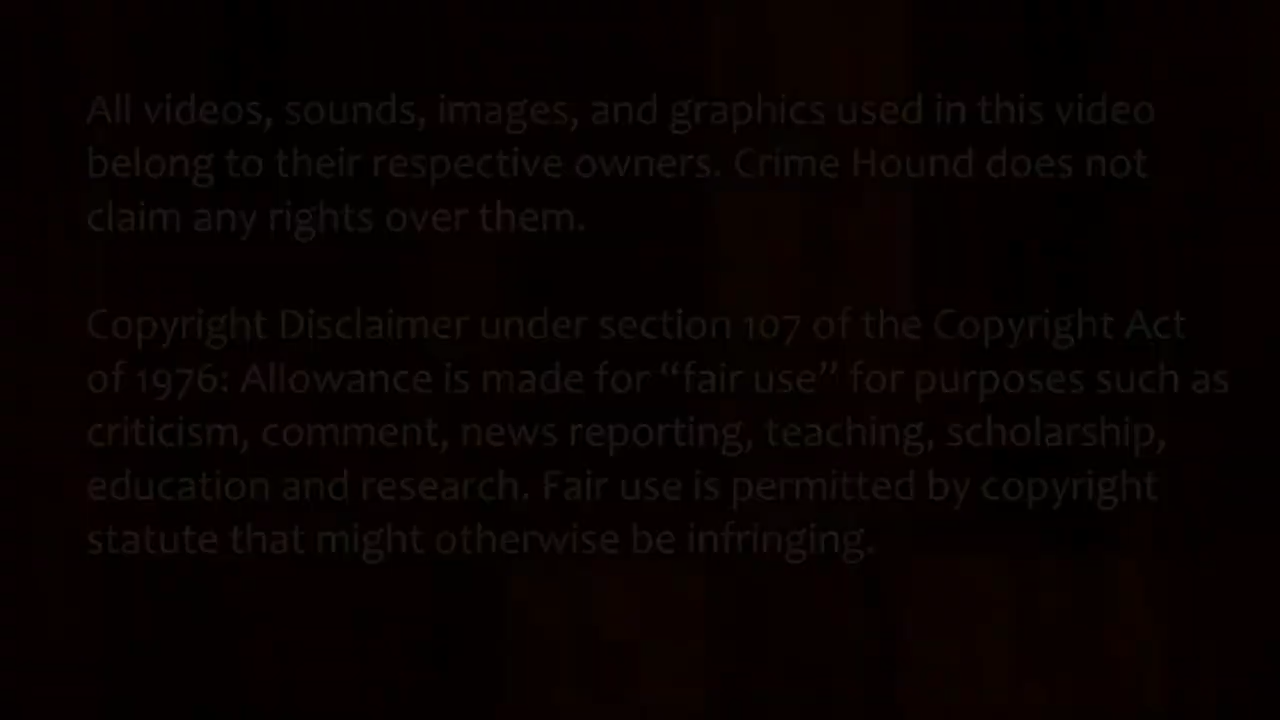 All videos, sounds, images, and graphics used in this video
belong to their respective owners. Crime Hound does not
claim any rights over them.
Copyright Disclaimer under section 107 of the Copyright Act
of 1976: Allowance is made for “fair use” for purposes such as
criticism, comment, news reporting, teaching, scholarship,
education and research. Fair use is permitted by copyright
statute that might otherwise be infringing.